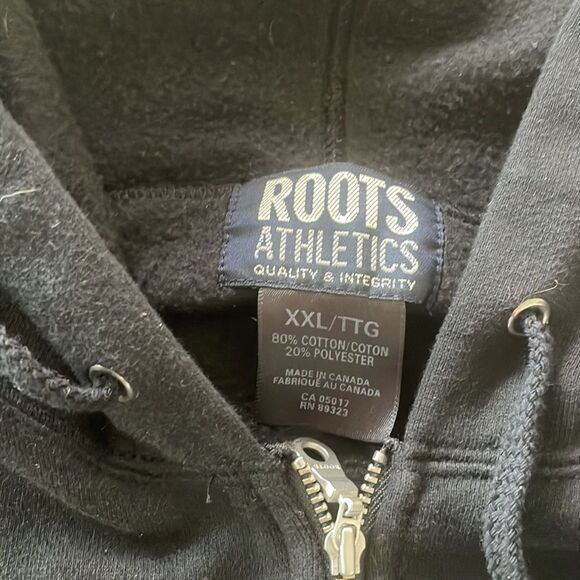 ROOTS
ATHLETICS
QUALITY & INTEGRITY
XXL/TTG
80% COTTON/COTON
20% POLYESTER
MADE IN CANADA
FABRIQUÉ AU CANADA
CA 05017
RN 89323
ROOTS